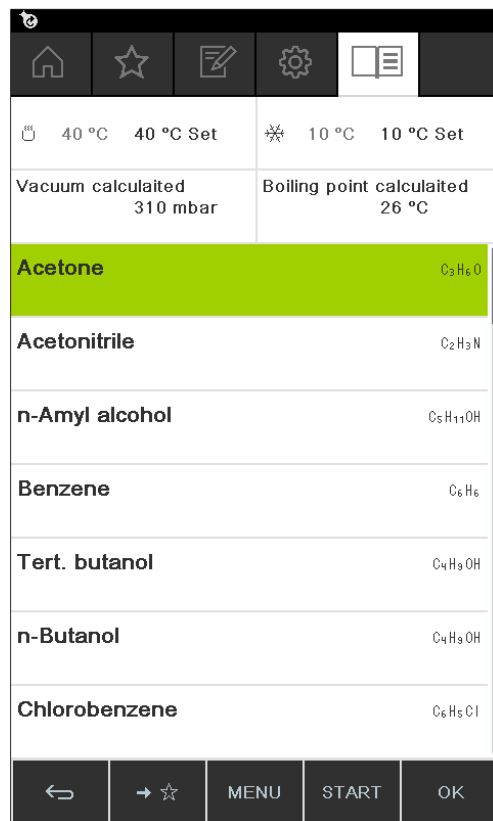 40 °C 40 °C Set 10 °C 10 °C Set
Vacuum calculaited
310 mbar
Boiling point calculaited
26 °C
Acetone C₃H₆O
Acetonitrile C₂H₃N
n-Amyl alcohol C₅H₁₁OH
Benzene C₆H₆
Tert. butanol C₄H₉OH
n-Butanol C₄H₉OH
Chlorobenzene C₆H₅Cl
MENU START OK